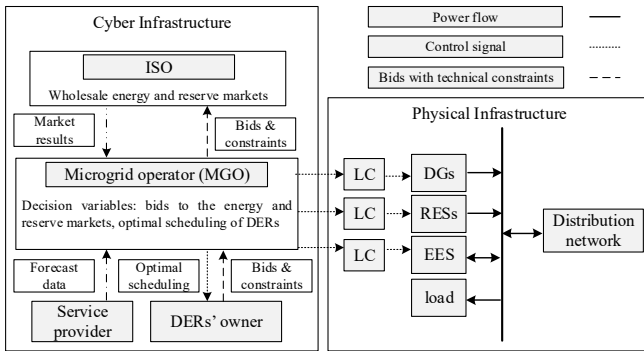 Cyber Infrastructure
ISO
Wholesale energy and reserve markets
Market
results
Bids &
constraints
Microgrid operator (MGO)
Decision variables: bids to the energy and
reserve markets, optimal scheduling of DERs
Forecast
data
Optimal
scheduling
Bids &
constraints
Service
provider
DERs' owner
Power flow
Control signal
Bids with technical constraints
Physical Infrastructure
LC
DGs
LC
RESs
LC
EES
load
Distribution
network